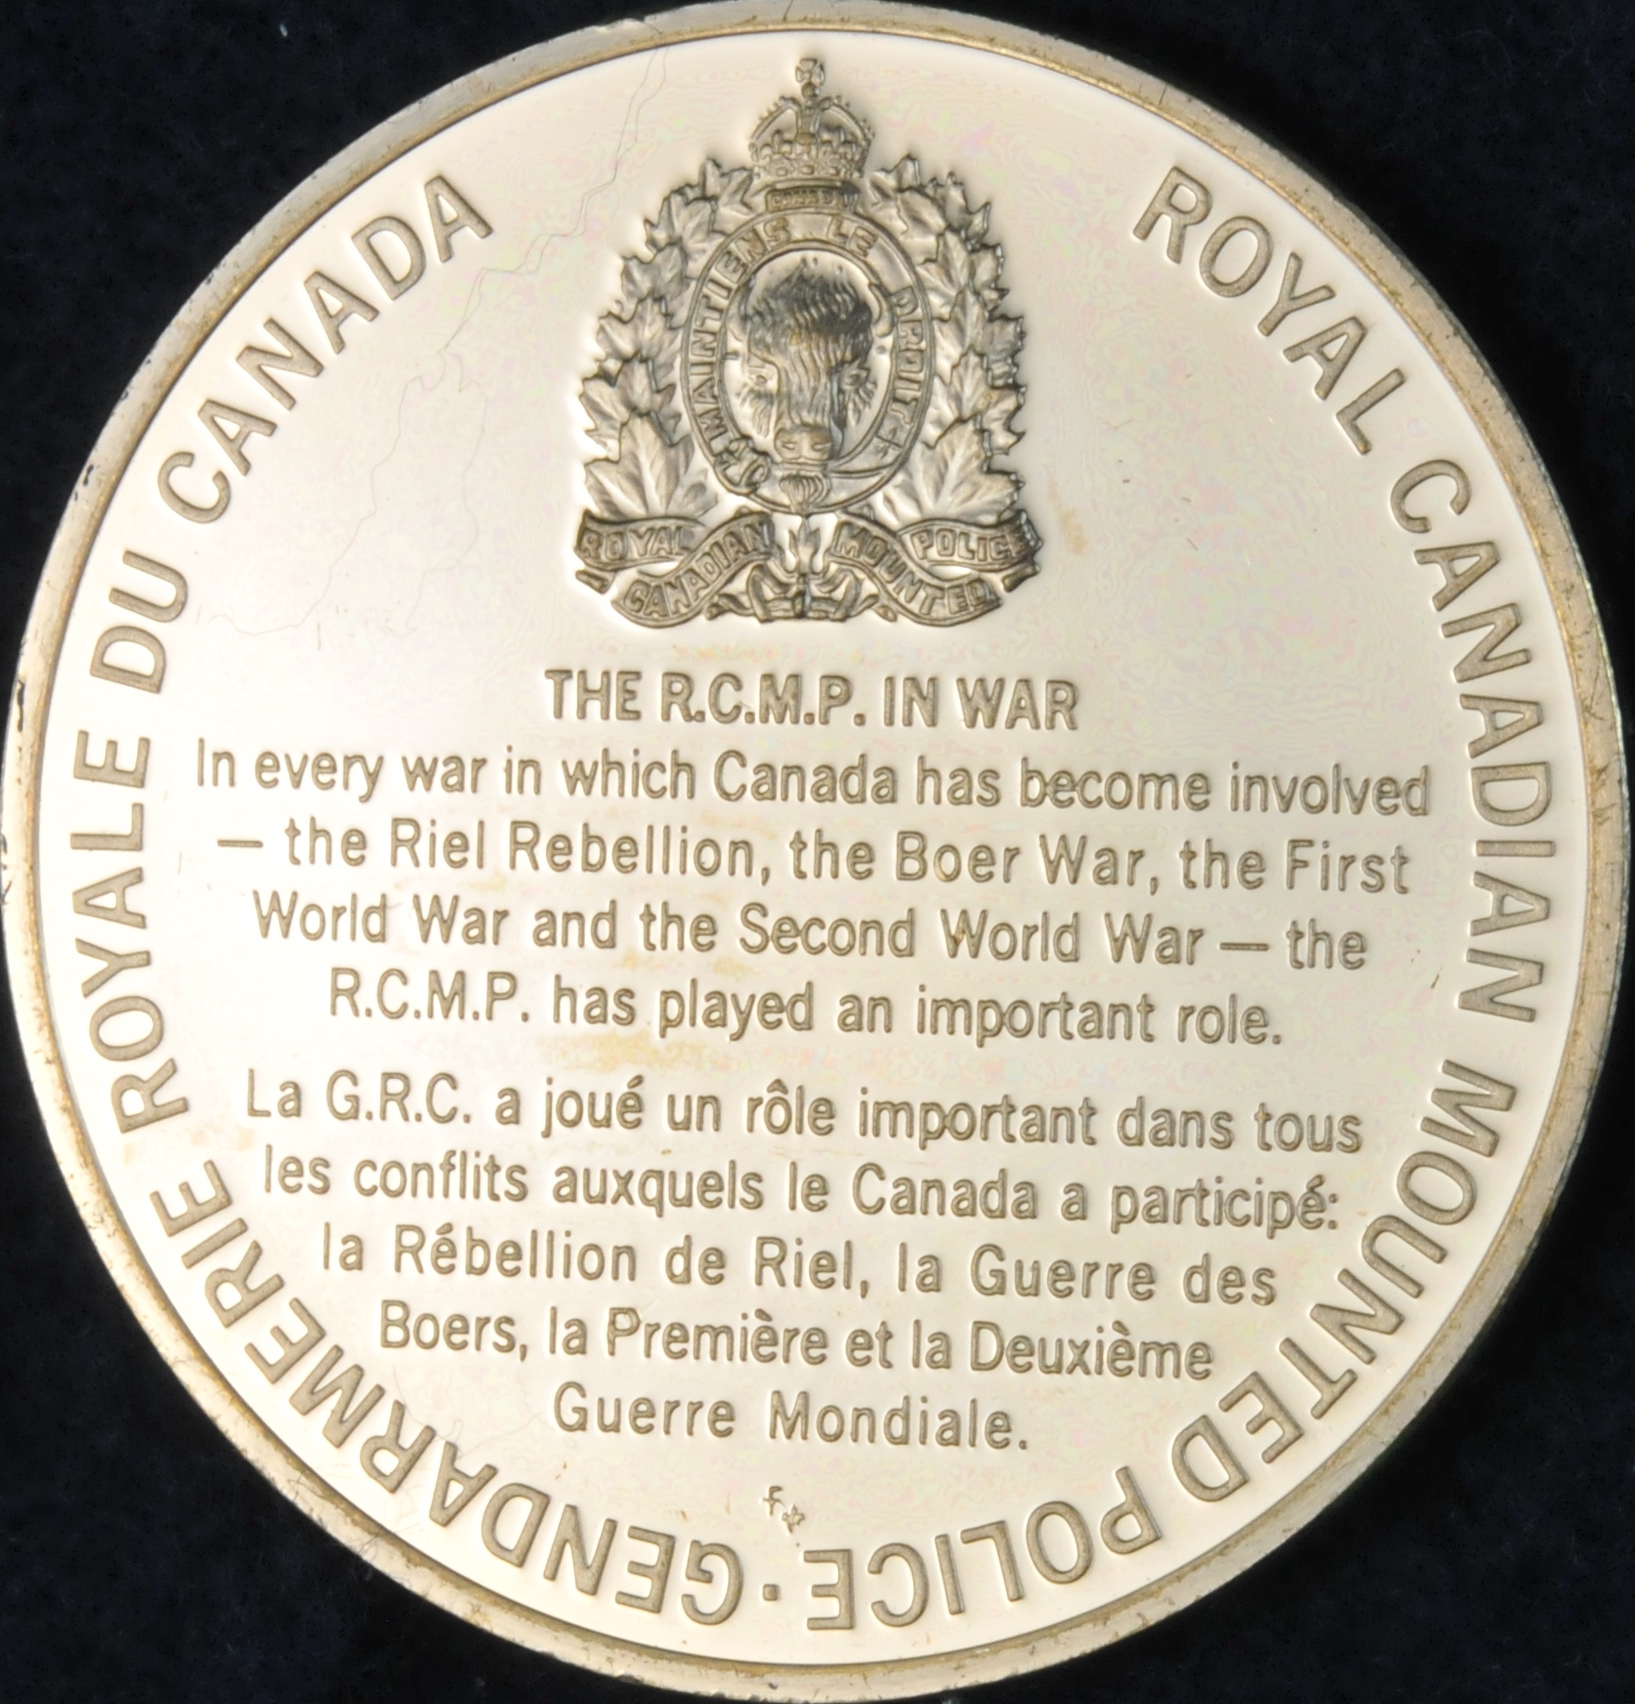 ROYAL CANADIAN MOUNTED POLICE · GENDARMERIE ROYALE DU CANADA
CANADA
MAINTIENS LE DROIT
ROYAL CANADIAN MOUNTED POLICE
THE R.C.M.P. IN WAR
In every war in which Canada has become involved
— the Riel Rebellion, the Boer War, the First
World War and the Second World War — the
R.C.M.P. has played an important role.
La G.R.C. a joué un rôle important dans tous
les conflits auxquels le Canada a participé:
la Rébellion de Riel, la Guerre des
Boers, la Première et la Deuxième
Guerre Mondiale.